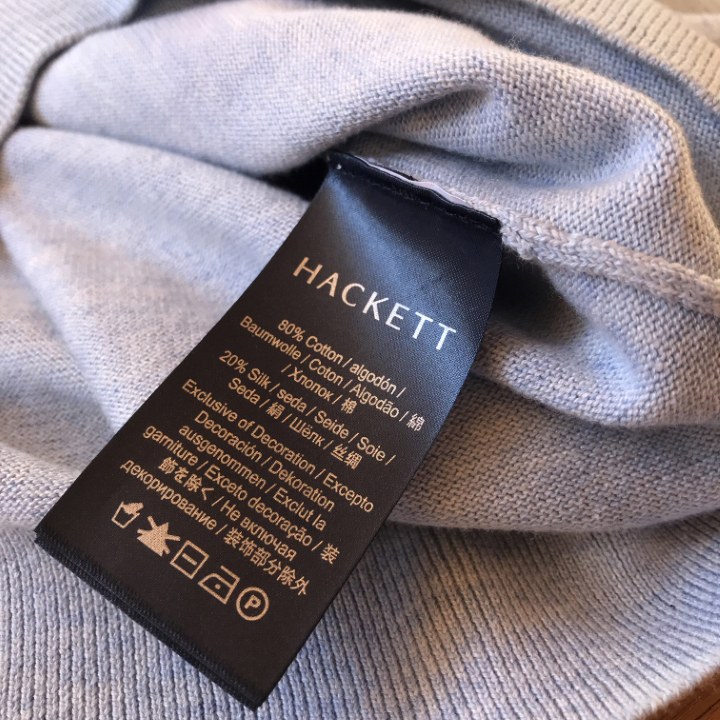 HACKETT
80% Cotton / algodón /
Baumwolle / Coton / Algodão / 綿
/ Хлопок / 棉
20% Silk / seda / Seide / Soie /
Seda / 絹 / Шёлк / 丝绸
Exclusive of Decoration / Excepto
Decoración / Dekoration
ausgenommen / Exclut la
garniture / Exceto decoração / 装
飾を除く / Не включая
декорирование / 装饰部分除外
P